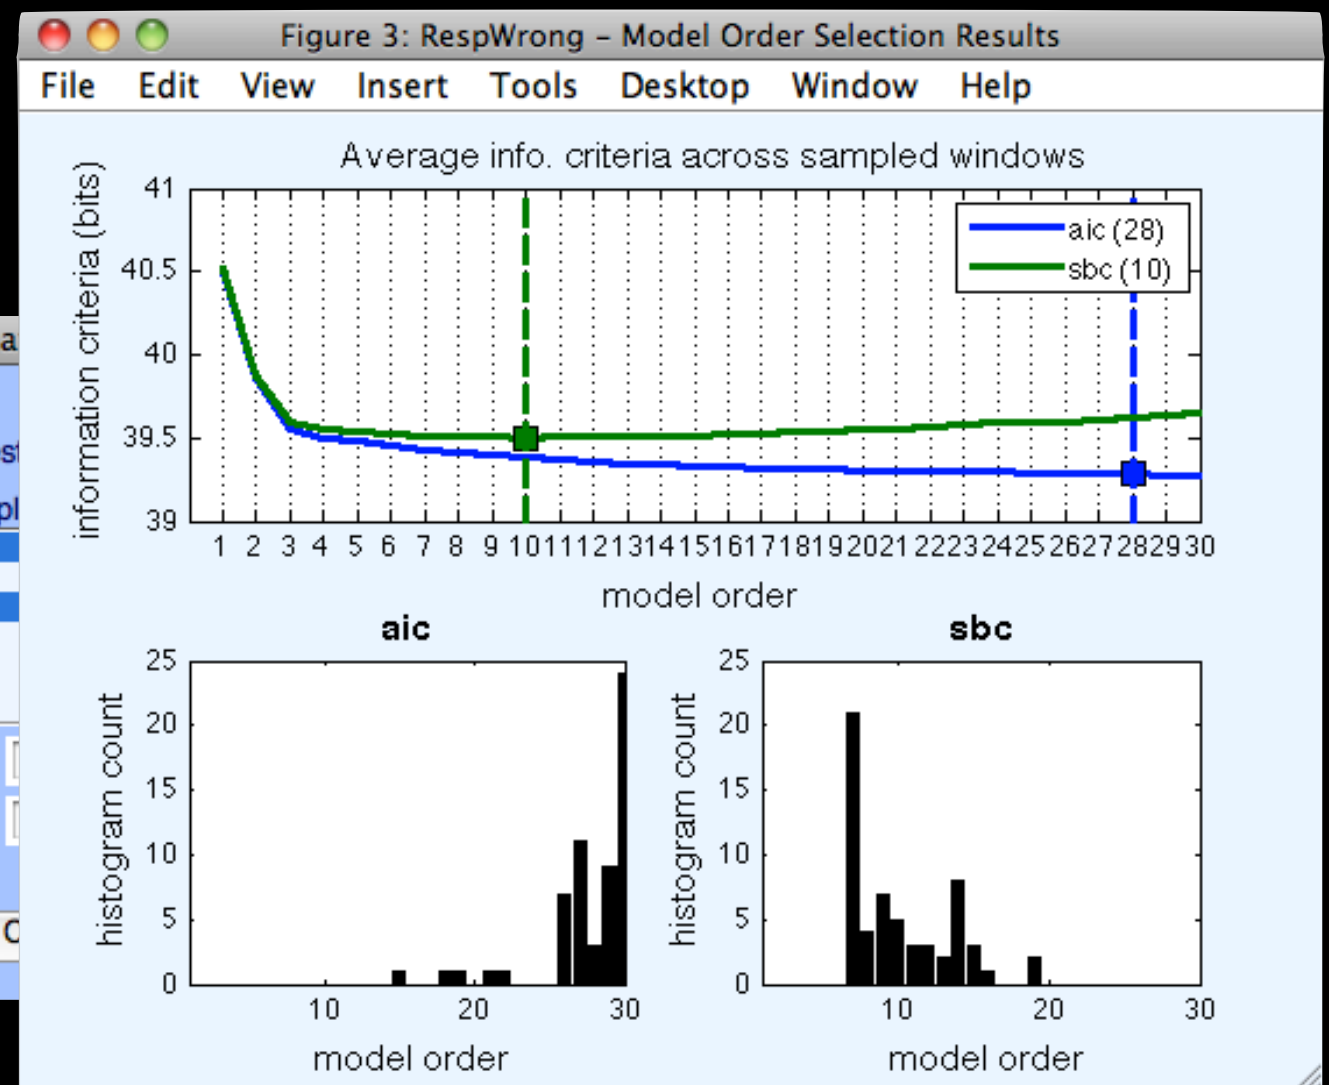 Figure 3: RespWrong – Model Order Selection Results
File Edit View Insert Tools Desktop Window Help
Average info. criteria across sampled windows
information criteria (bits)
41
40.5
40
39.5
39
aic (28)
sbc (10)
1 2 3 4 5 6 7 8 9 10 11 12 13 14 15 16 17 18 19 20 21 22 23 24 25 26 27 28 29 30
model order
aic
histogram count
25
20
15
10
5
0
10 20 30
model order
sbc
histogram count
25
20
15
10
5
0
10 20 30
model order